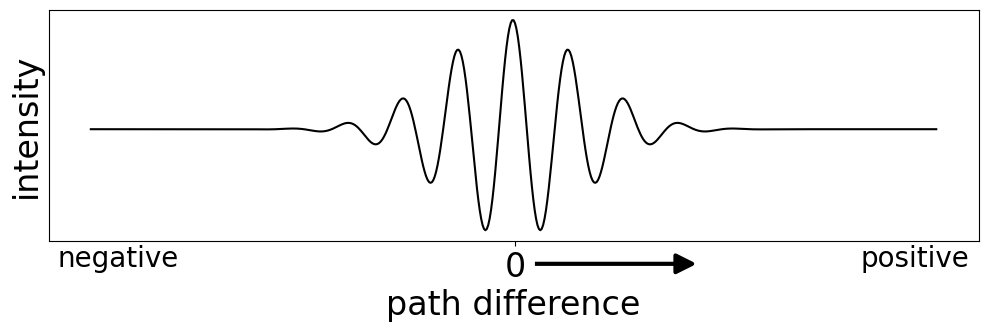 intensity
negative
0
positive
path difference